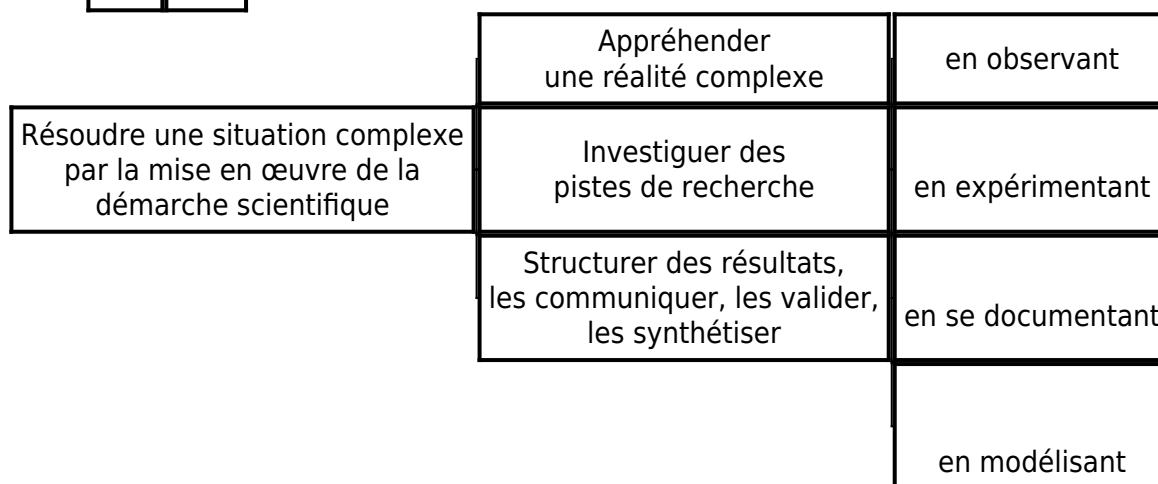 Appréhender
une réalité complexe
en observant
Résoudre une situation complexe
par la mise en œuvre de la
démarche scientifique
Investiguer des
pistes de recherche
en expérimentant
Structurer des résultats,
les communiquer, les valider,
les synthétiser
en se documentant
en modélisant